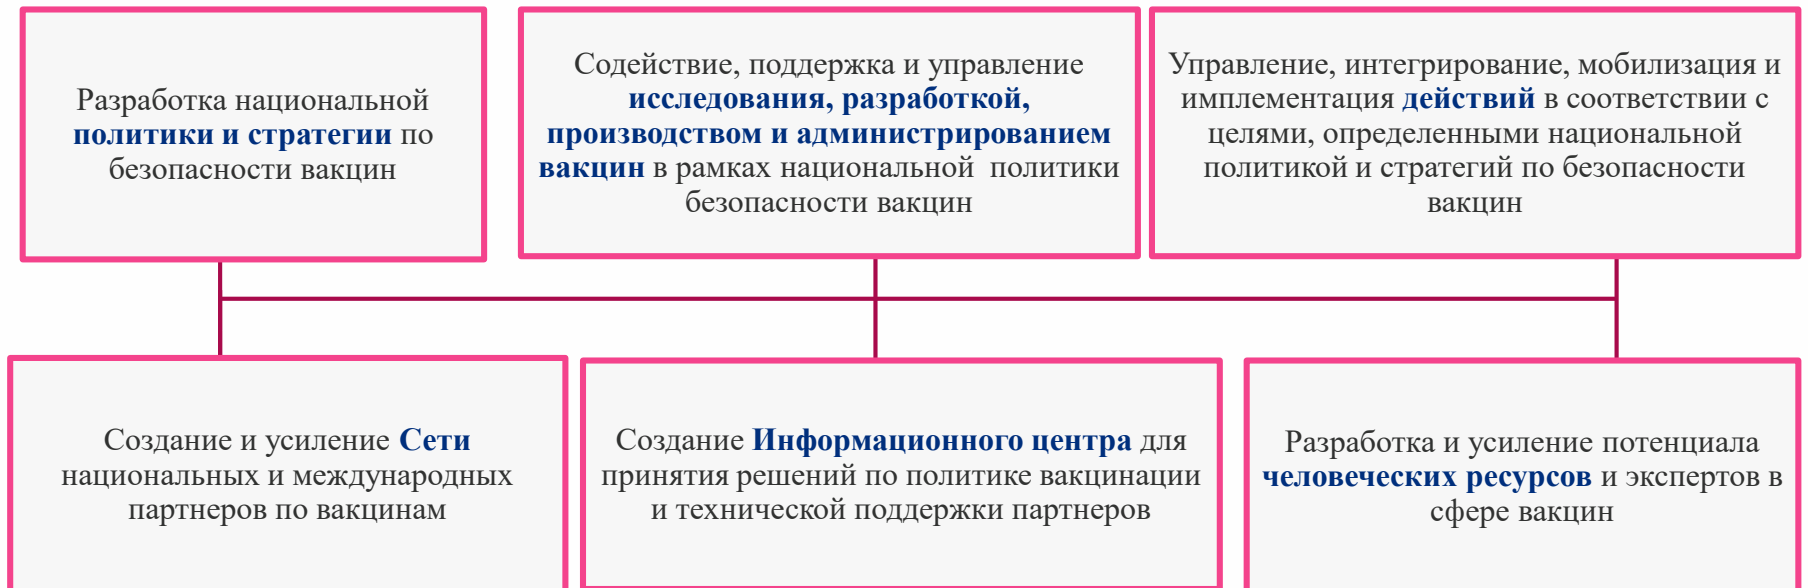 Разработка национальной
политики и стратегии по
безопасности вакцин
Содействие, поддержка и управление
исследования, разработкой,
производством и администрированием
вакцин в рамках национальной политики
безопасности вакцин
Управление, интегрирование, мобилизация и
имплементация действий в соответствии с
целями, определенными национальной
политикой и стратегий по безопасности
вакцин
Создание и усиление Сети
национальных и международных
партнеров по вакцинам
Создание Информационного центра для
принятия решений по политике вакцинации
и технической поддержки партнеров
Разработка и усиление потенциала
человеческих ресурсов и экспертов в
сфере вакцин